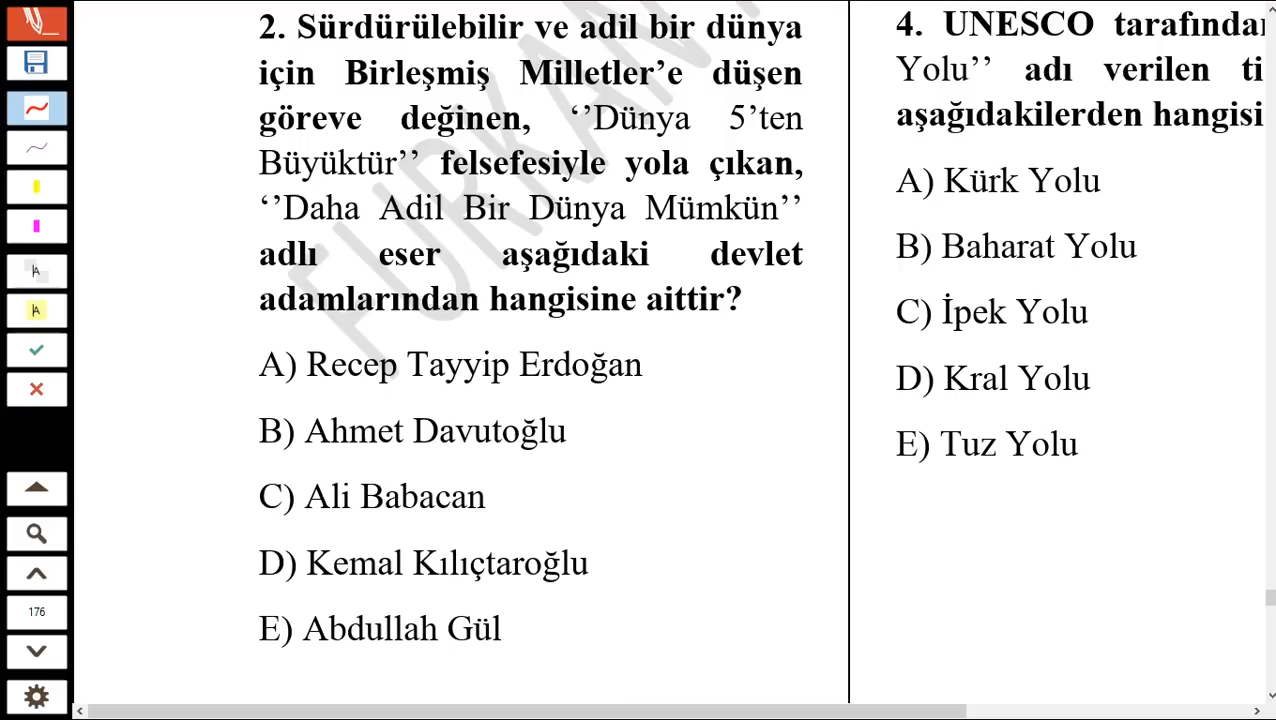 2. Sürdürülebilir ve adil bir dünya
için Birleşmiş Milletler’e düşen
göreve değinen, ‘’Dünya 5’ten
Büyüktür’’ felsefesiyle yola çıkan,
‘’Daha Adil Bir Dünya Mümkün’’
adlı eser aşağıdaki devlet
adamlarından hangisine aittir?
A) Recep Tayyip Erdoğan
B) Ahmet Davutoğlu
C) Ali Babacan
D) Kemal Kılıçtaroğlu
E) Abdullah Gül
4. UNESCO tarafından
Yolu’’ adı verilen ti
aşağıdakilerden hangisi
A) Kürk Yolu
B) Baharat Yolu
C) İpek Yolu
D) Kral Yolu
E) Tuz Yolu
FURKAN
176